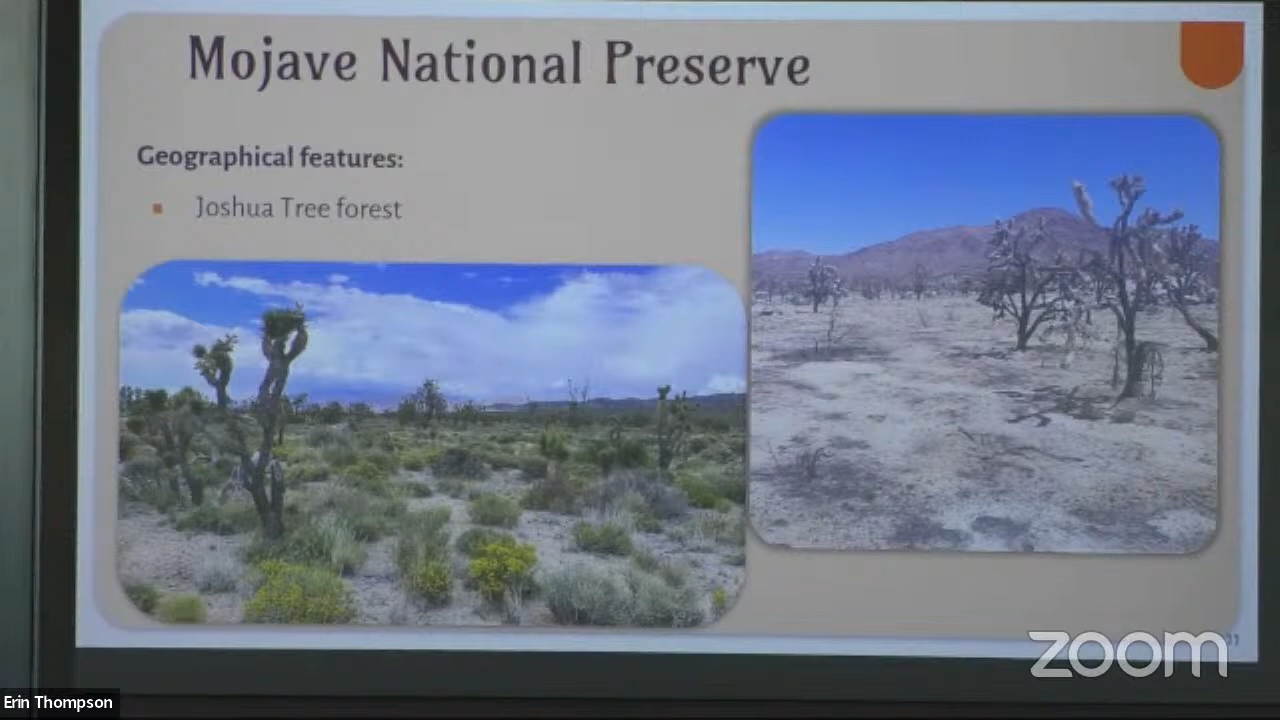 Mojave National Preserve
Geographical features:
▪ Joshua Tree forest
zoom
Erin Thompson